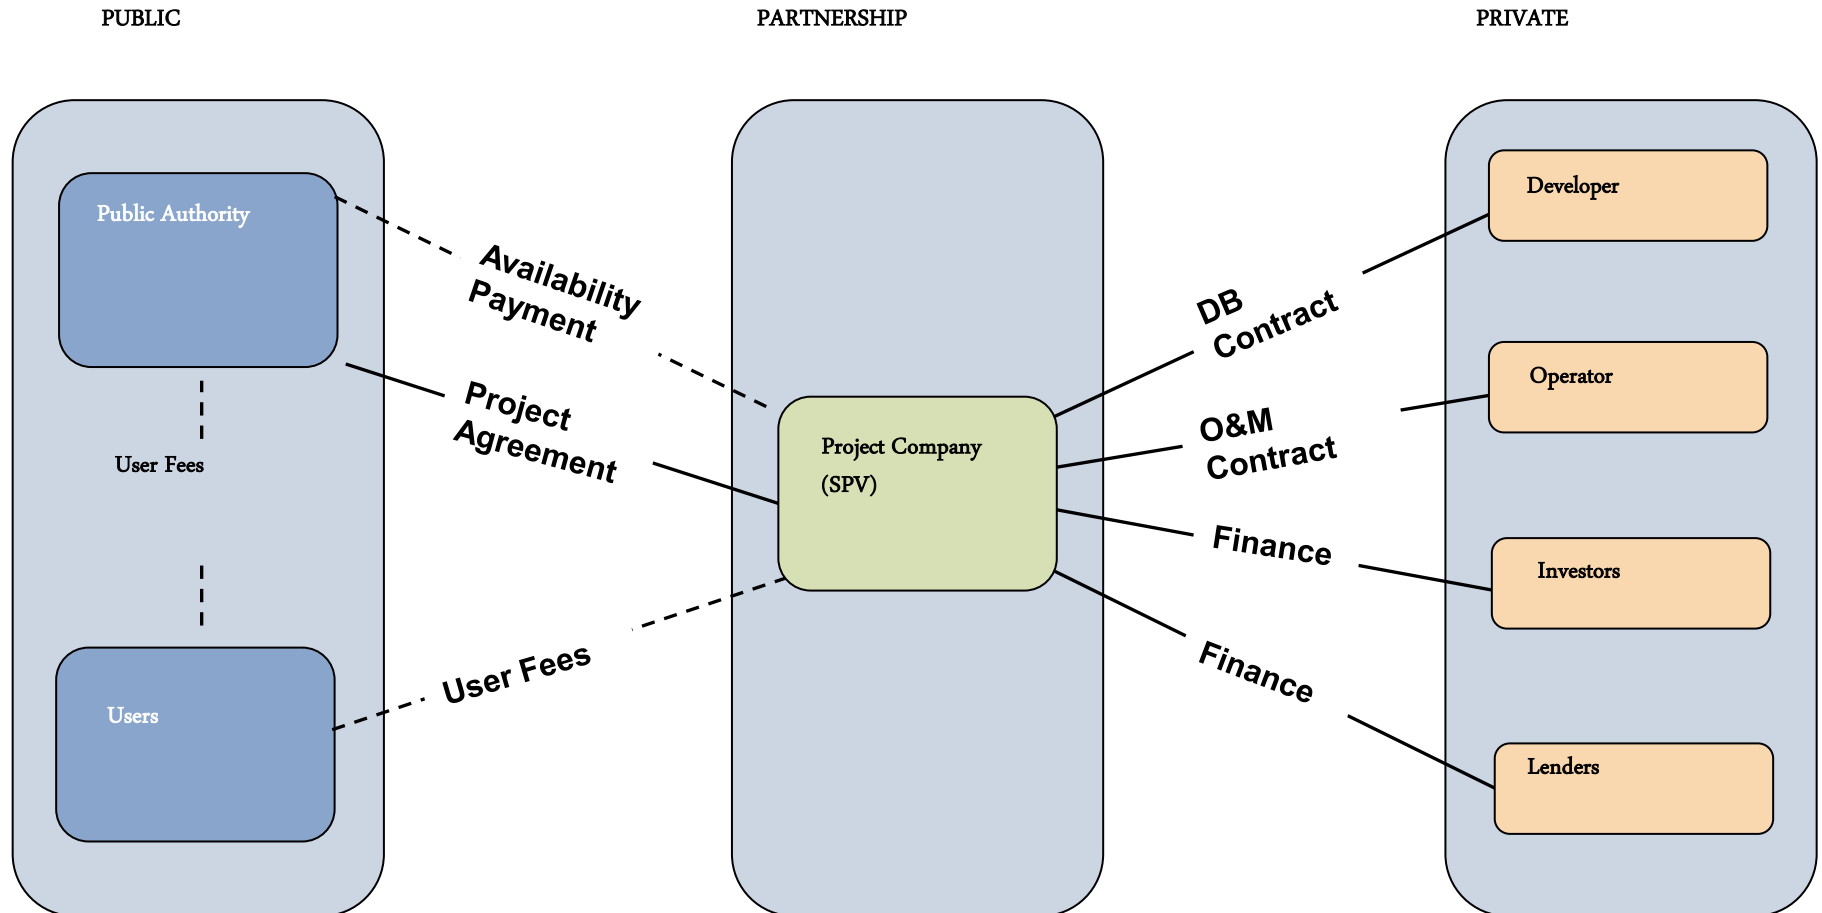 PUBLIC
PARTNERSHIP
PRIVATE
Public Authority
User Fees
Users
Availability
Payment
Project
Agreement
User Fees
Project Company
(SPV)
DB
Contract
O&M
Contract
Finance
Finance
Developer
Operator
Investors
Lenders